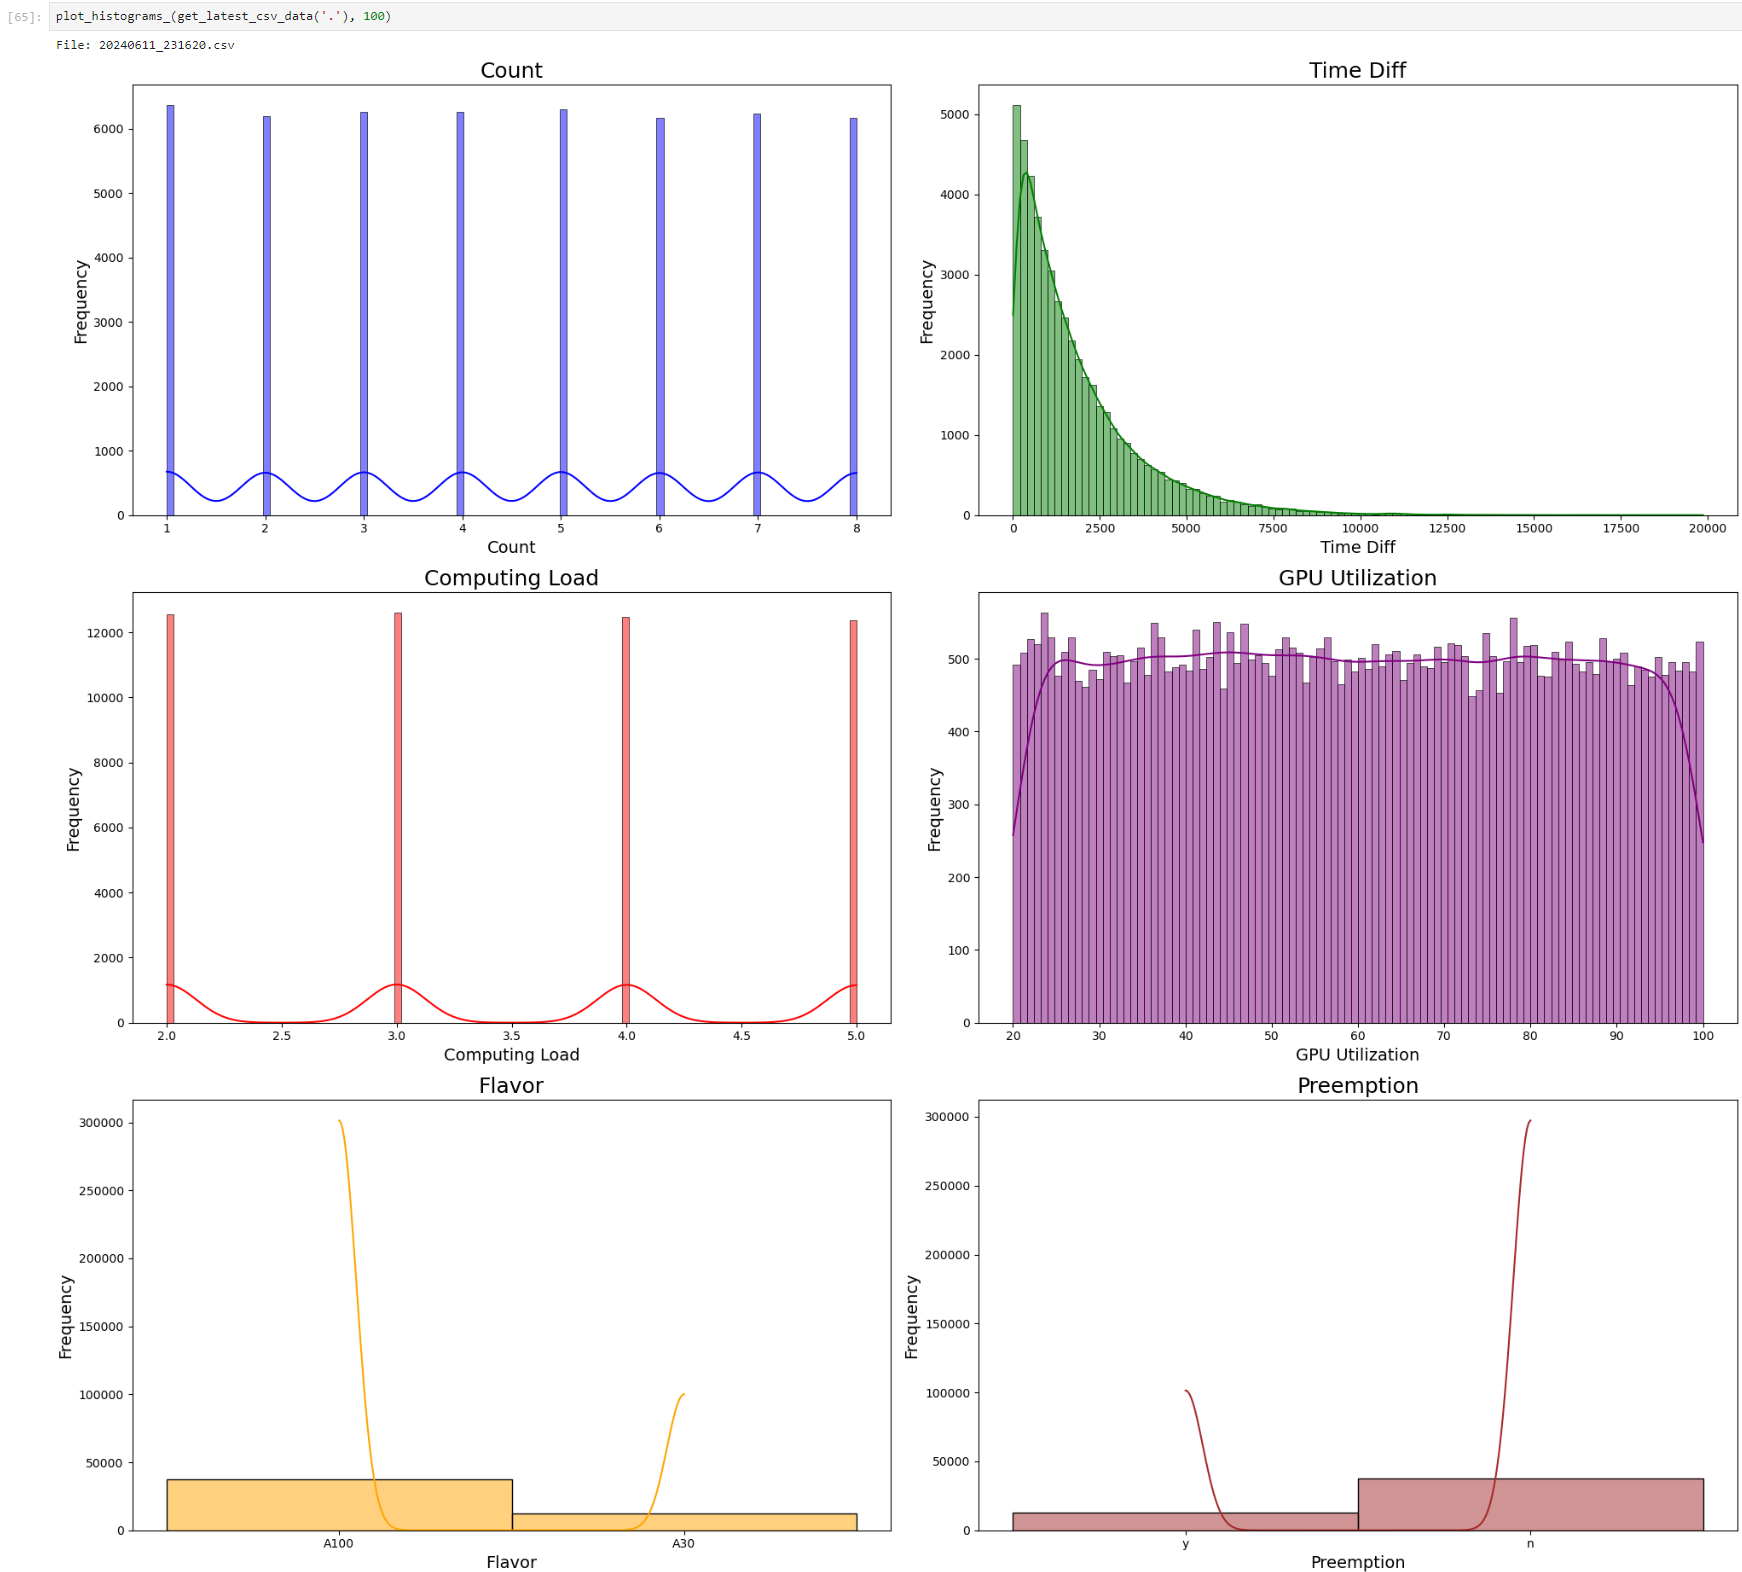 [65]: plot_histograms_(get_latest_csv_data('.'), 100)
File: 20240611_231620.csv
Count
Frequency
6000
5000
4000
3000
2000
1000
0
1 2 3 4 5 6 7 8
Count
Time Diff
Frequency
5000
4000
3000
2000
1000
0
0 2500 5000 7500 10000 12500 15000 17500 20000
Time Diff
Computing Load
Frequency
12000
10000
8000
6000
4000
2000
0
2.0 2.5 3.0 3.5 4.0 4.5 5.0
Computing Load
GPU Utilization
Frequency
500
400
300
200
100
0
20 30 40 50 60 70 80 90 100
GPU Utilization
Flavor
Frequency
300000
250000
200000
150000
100000
50000
0
A100 A30
Flavor
Preemption
Frequency
300000
250000
200000
150000
100000
50000
0
y n
Preemption